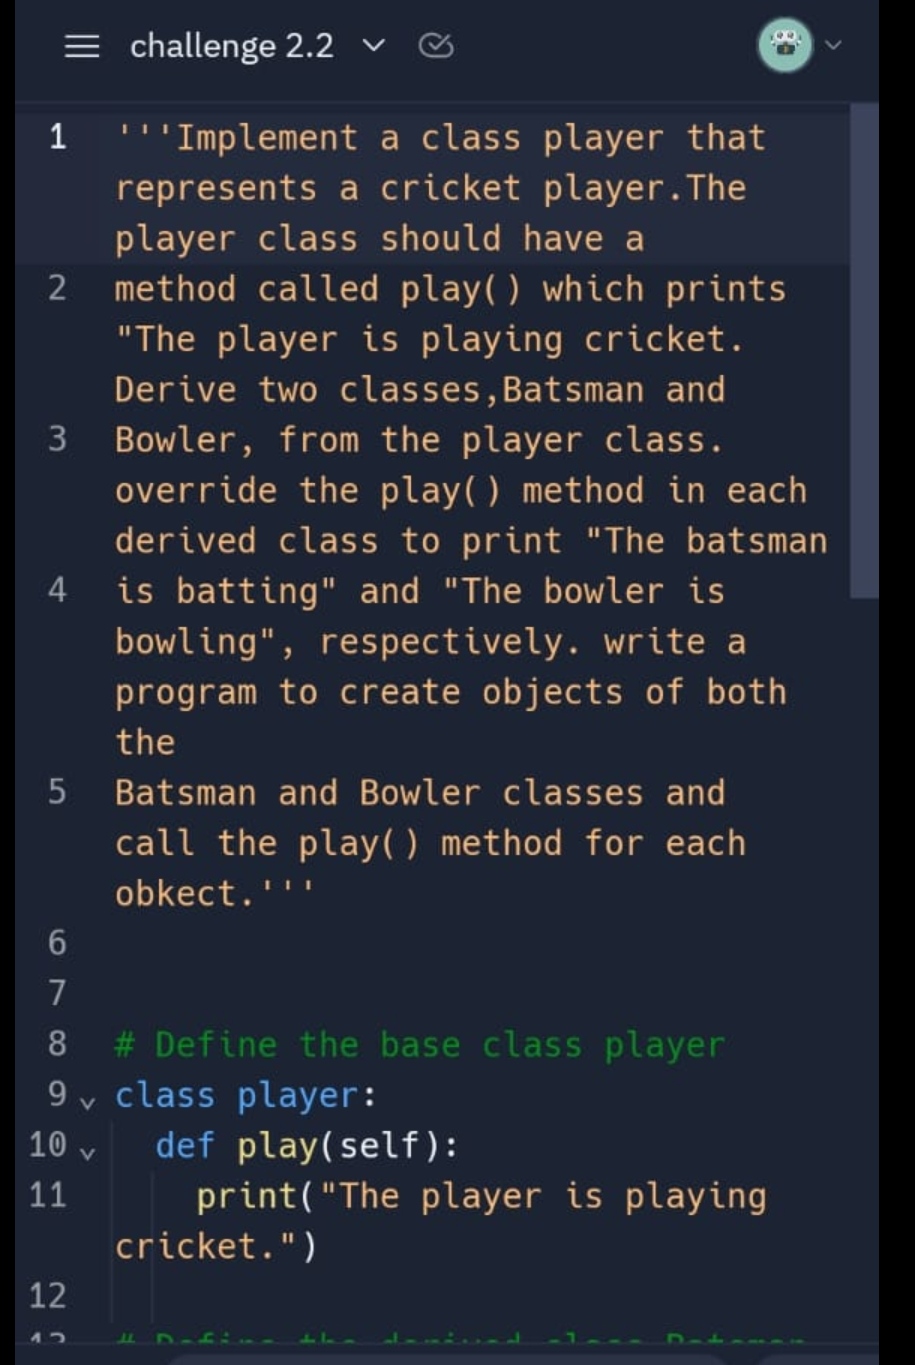 challenge 2.2
1 '''Implement a class player that
represents a cricket player.The
player class should have a
2 method called play() which prints
"The player is playing cricket.
Derive two classes,Batsman and
3 Bowler, from the player class.
override the play() method in each
derived class to print "The batsman
4 is batting" and "The bowler is
bowling", respectively. write a
program to create objects of both
the
5 Batsman and Bowler classes and
call the play() method for each
obkect.'''
6
7
8 # Define the base class player
9 class player:
10 def play(self):
11 print("The player is playing
cricket.")
12
13 # Define the derived class Batsman